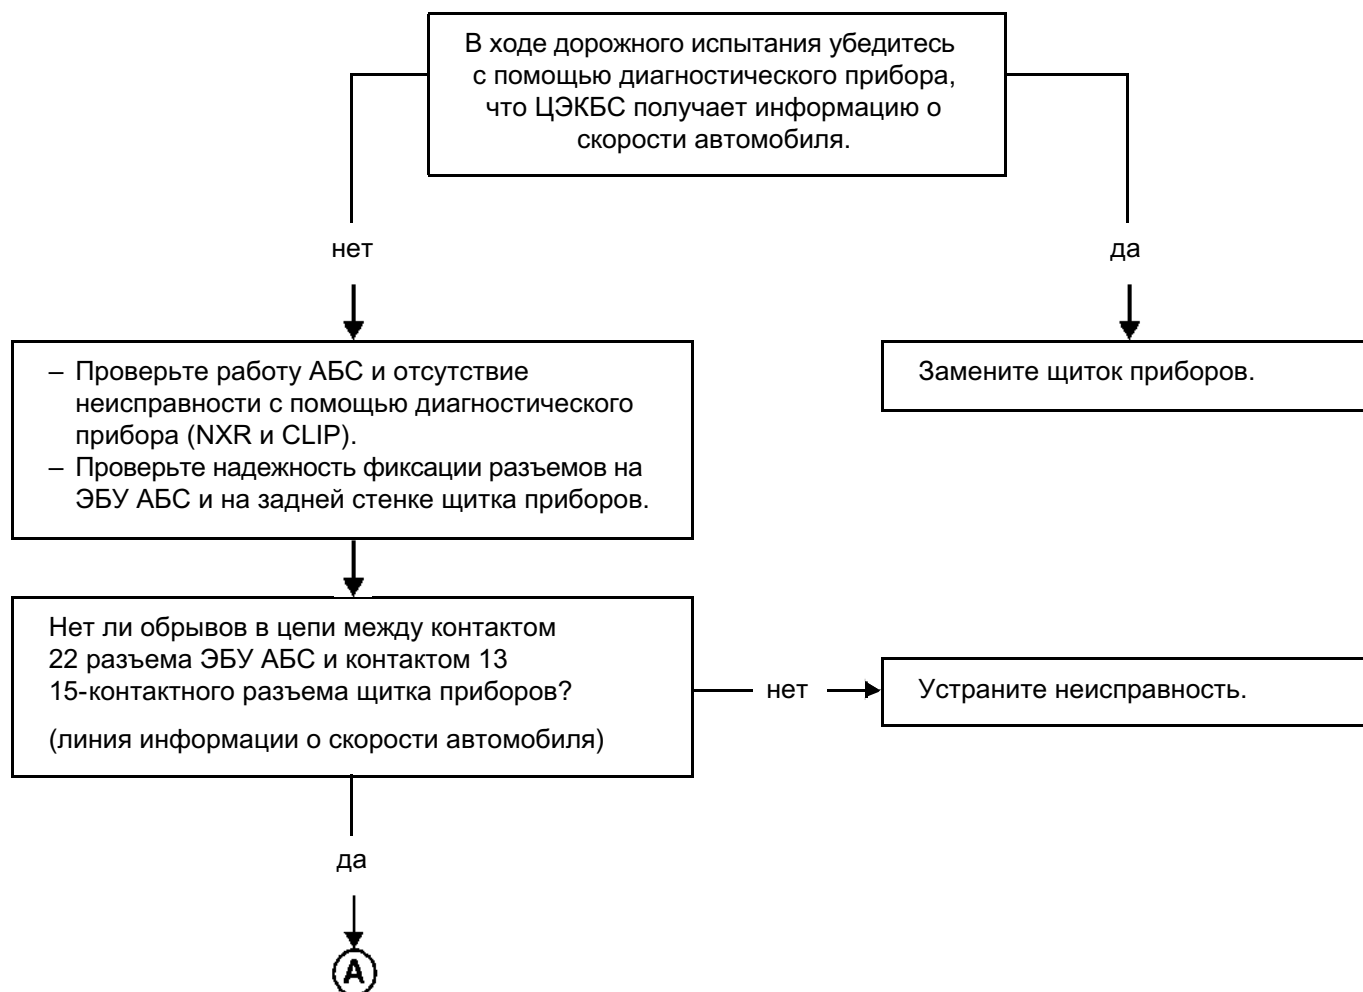 В ходе дорожного испытания убедитесь
с помощью диагностического прибора,
что ЦЭКБС получает информацию о
скорости автомобиля.
нет
да
– Проверьте работу АБС и отсутствие
неисправности с помощью диагностического
прибора (NXR и CLIP).
– Проверьте надежность фиксации разъемов на
ЭБУ АБС и на задней стенке щитка приборов.
Замените щиток приборов.
Нет ли обрывов в цепи между контактом
22 разъема ЭБУ АБС и контактом 13
15-контактного разъема щитка приборов?
(линия информации о скорости автомобиля)
нет
Устраните неисправность.
да
A